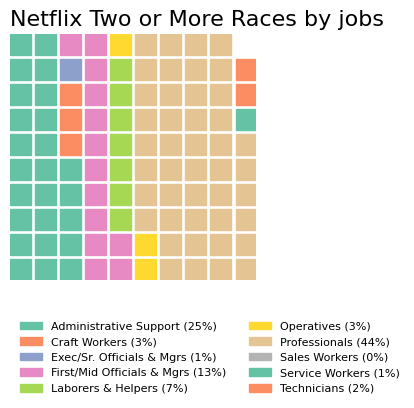 Netflix Two or More Races by jobs
Administrative Support (25%)
Craft Workers (3%)
Exec/Sr. Officials & Mgrs (1%)
First/Mid Officials & Mgrs (13%)
Laborers & Helpers (7%)
Operatives (3%)
Professionals (44%)
Sales Workers (0%)
Service Workers (1%)
Technicians (2%)